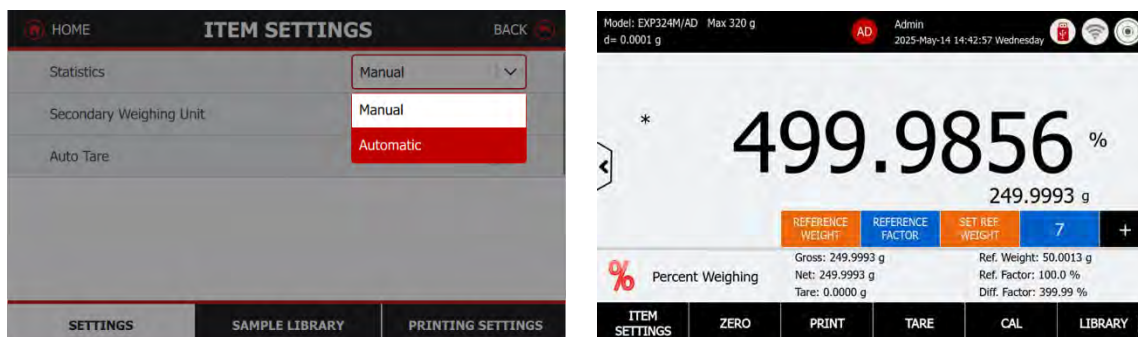 HOME
ITEM SETTINGS
BACK
Statistics
Manual
Secondary Weighing Unit
Manual
Auto Tare
Automatic
SETTINGS
SAMPLE LIBRARY
PRINTING SETTINGS
Model: EXP324M/AD Max 320 g
d= 0.0001 g
AD
Admin
2025-May-14 14:42:57 Wednesday
*
499.9856 %
249.9993 g
REFERENCE WEIGHT
REFERENCE FACTOR
SET REF. WEIGHT
7
+
% Percent Weighing
Gross: 249.9993 g
Net: 249.9993 g
Tare: 0.0000 g
Ref. Weight: 50.0013 g
Ref. Factor: 100.0 %
Diff. Factor: 399.99 %
ITEM SETTINGS
ZERO
PRINT
TARE
CAL
LIBRARY